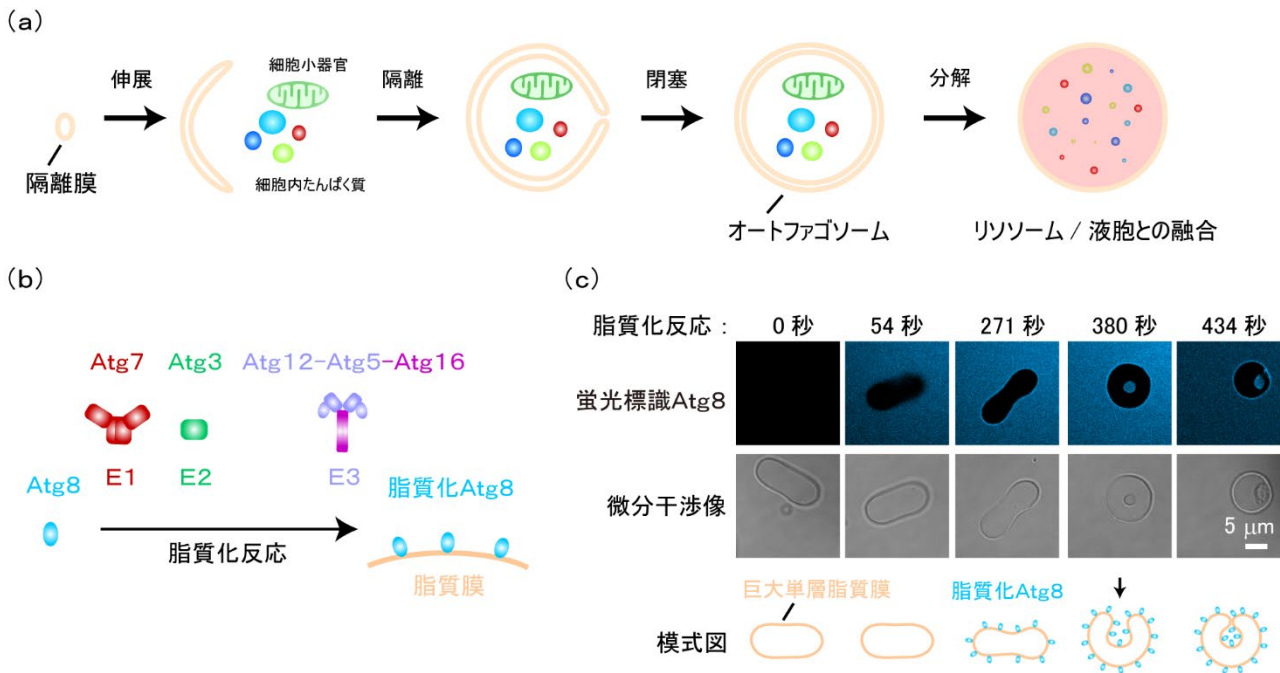 (a)
伸展
細胞小器官
隔離
閉塞
分解
隔離膜
細胞内たんぱく質
オートファゴソーム
リソソーム / 液胞との融合
(b)
Atg7 Atg3 Atg12-Atg5-Atg16
E1 E2 E3
Atg8
脂質化Atg8
脂質化反応
脂質膜
(c)
脂質化反応 : 0 秒 54 秒 271 秒 380 秒 434 秒
蛍光標識Atg8
微分干渉像
5 μm
巨大単層脂質膜
脂質化Atg8
模式図